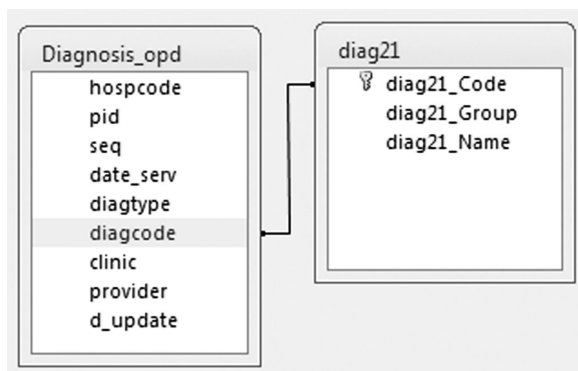 Diagnosis_opd
hospcode
pid
seq
date_serv
diagtype
diagcode
clinic
provider
d_update
diag21
diag21_Code
diag21_Group
diag21_Name